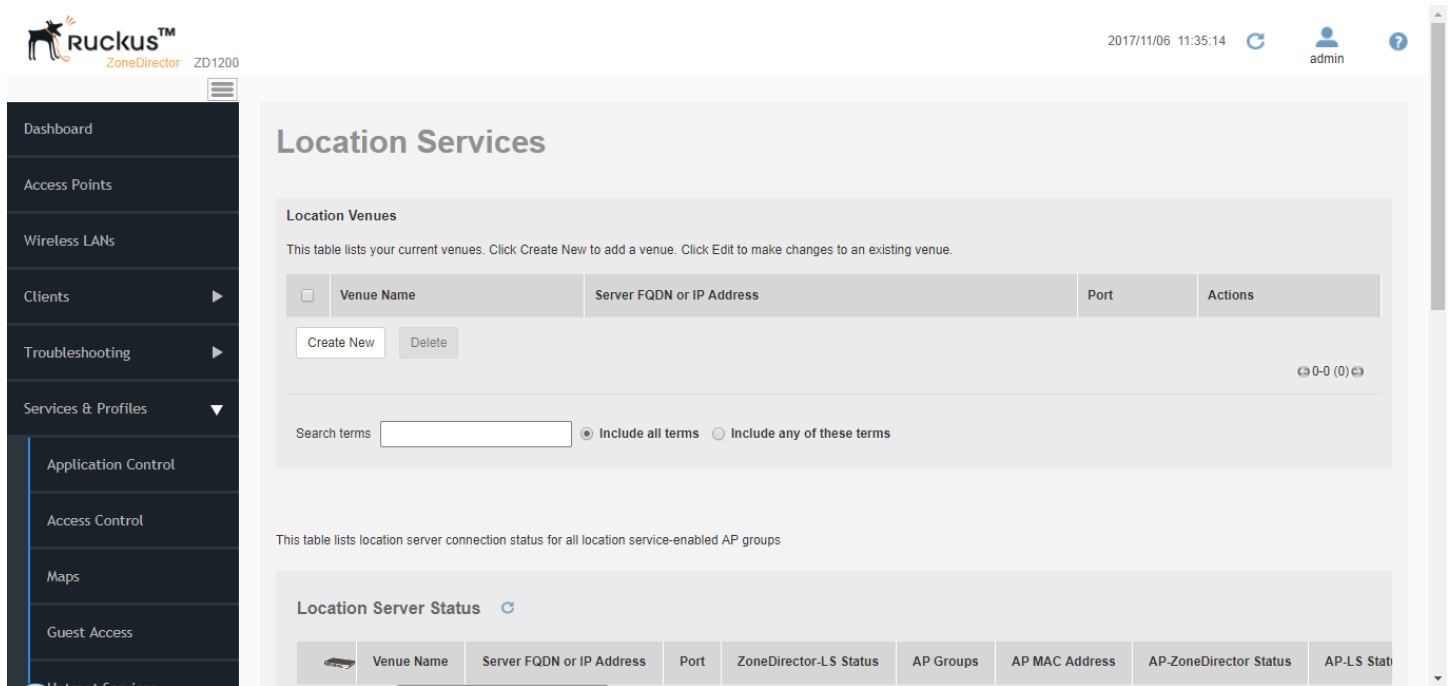 Ruckus™
ZoneDirector ZD1200
2017/11/06 11:35:14
admin
Dashboard
Access Points
Wireless LANs
Clients
Troubleshooting
Services & Profiles
Application Control
Access Control
Maps
Guest Access
Location Services
Location Venues
This table lists your current venues. Click Create New to add a venue. Click Edit to make changes to an existing venue.
Venue Name Server FQDN or IP Address Port Actions
Create New Delete
0-0 (0)
Search terms Include all terms Include any of these terms
This table lists location server connection status for all location service-enabled AP groups
Location Server Status
Venue Name Server FQDN or IP Address Port ZoneDirector-LS Status AP Groups AP MAC Address AP-ZoneDirector Status AP-LS Stat